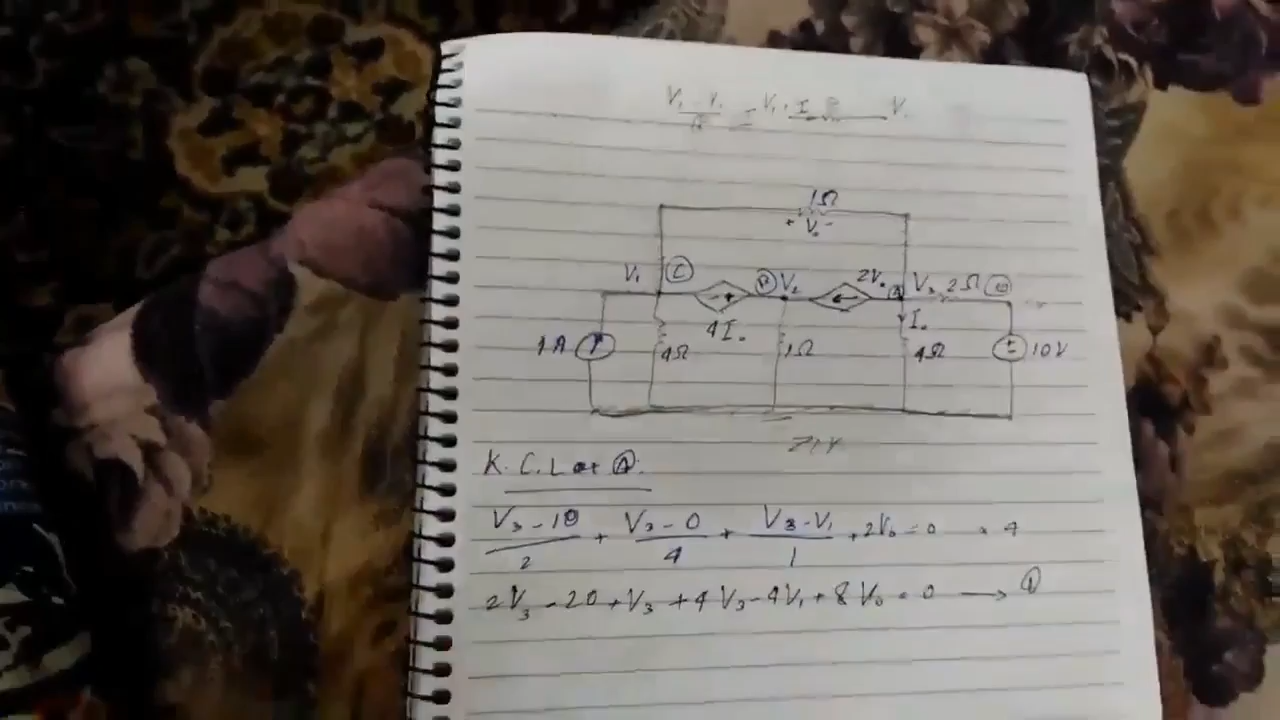 1Ω
+ V₀ -
V₁ C V₂ 2V₀ A V₃ 2Ω
4I₀ I₀
1A 4Ω 1Ω 4Ω 10V
K.C.L at A.
V₃-10/2 + V₃-0/4 + V₃-V₁/1 + 2V₀ = 0 × 4
2V₃ - 20 + V₃ + 4V₃ - 4V₁ + 8V₀ = 0 → ①